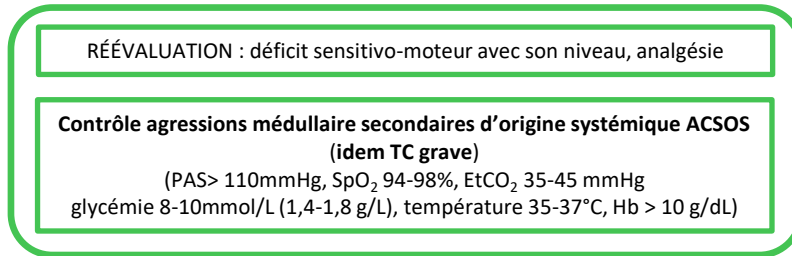 RÉÉVALUATION : déficit sensitivo-moteur avec son niveau, analgésie
Contrôle agressions médullaire secondaires d’origine systémique ACSOS
(idem TC grave)
(PAS> 110mmHg, SpO₂ 94-98%, EtCO₂ 35-45 mmHg
glycémie 8-10mmol/L (1,4-1,8 g/L), température 35-37°C, Hb > 10 g/dL)